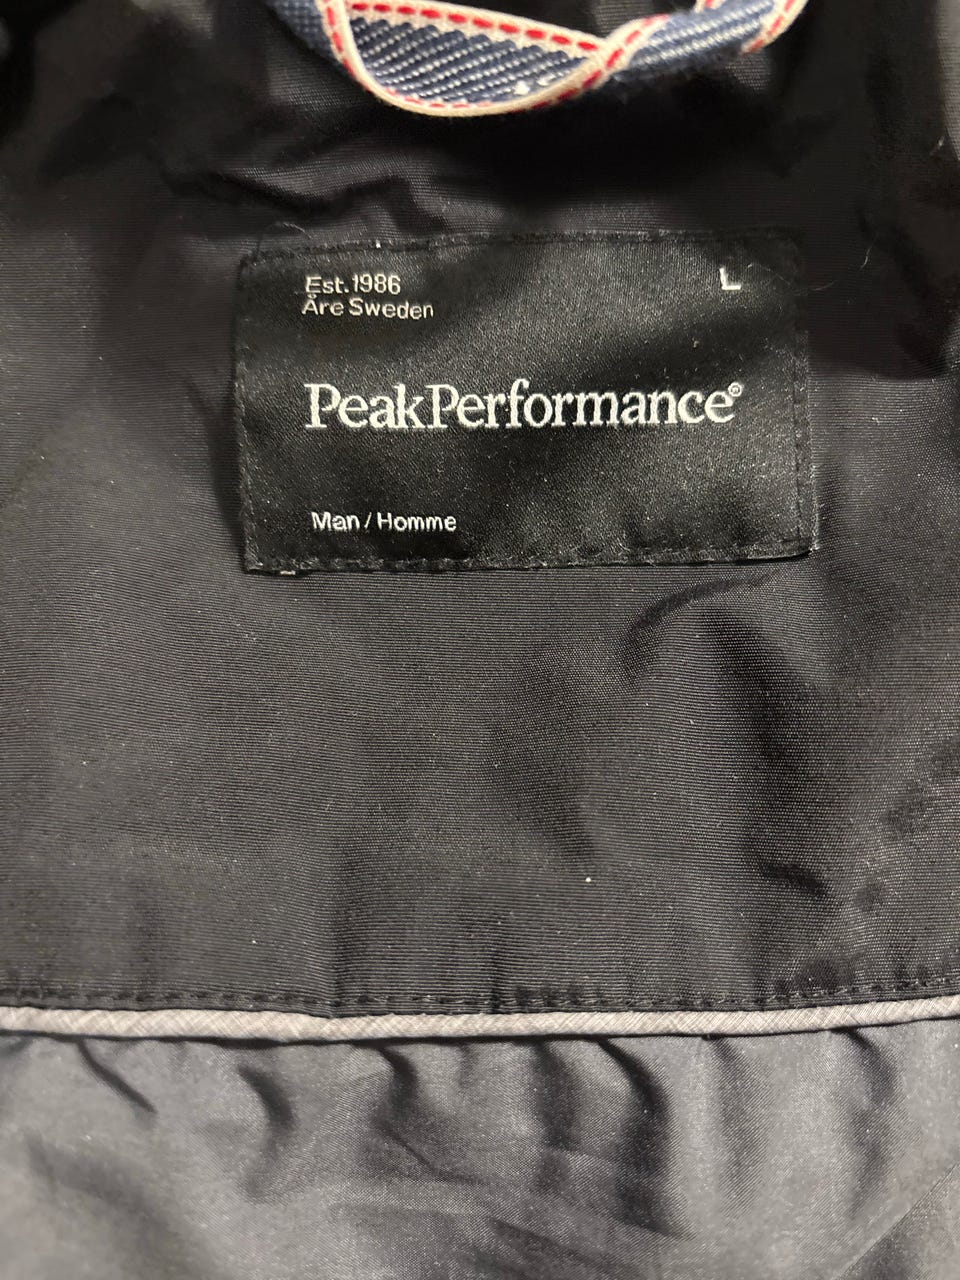 Est.1986
L
Åre Sweden
PeakPerformance®
Man / Homme